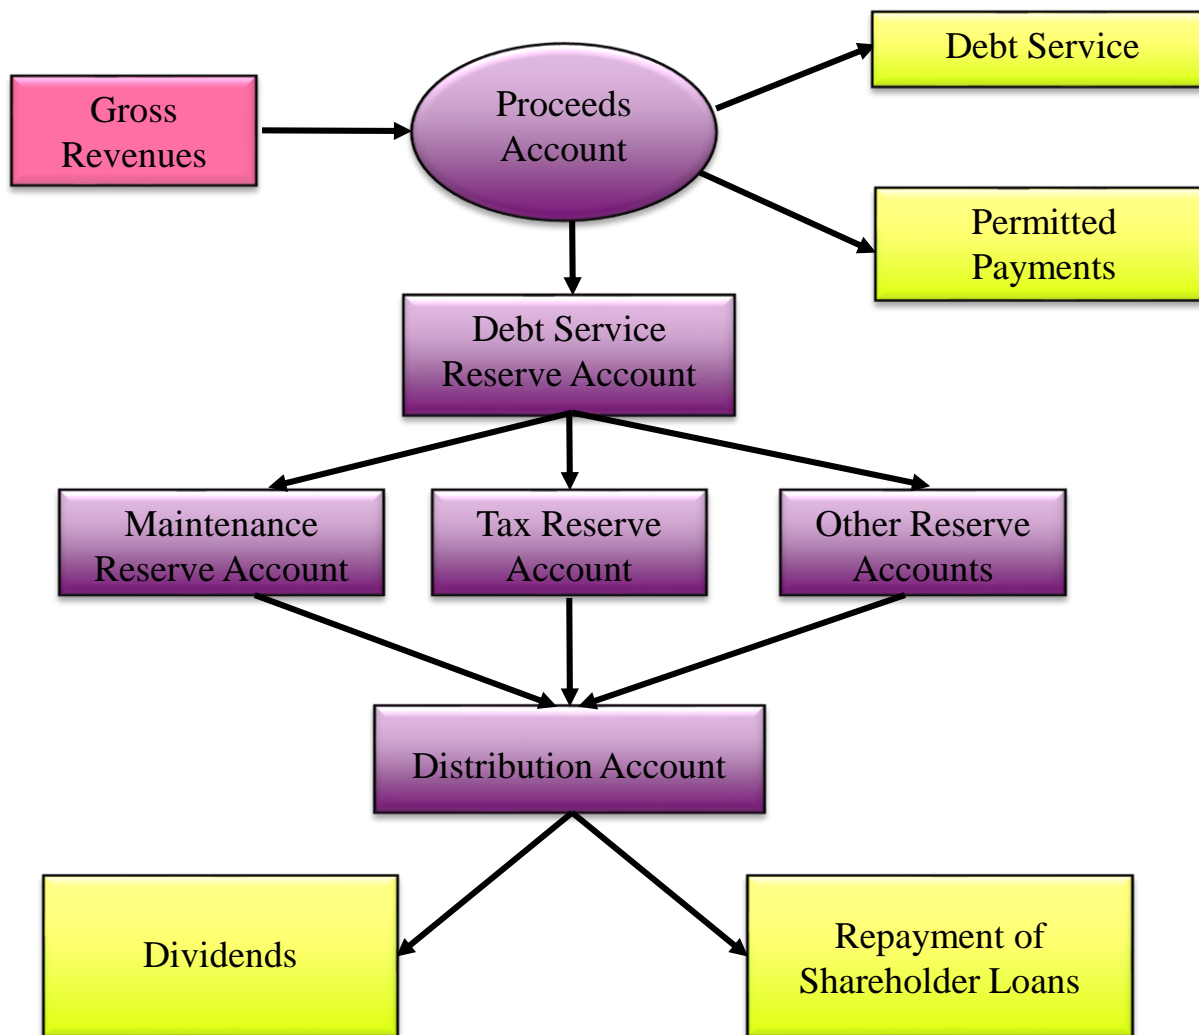 Debt Service
Gross
Revenues
Proceeds
Account
Permitted
Payments
Debt Service
Reserve Account
Maintenance
Reserve Account
Tax Reserve
Account
Other Reserve
Accounts
Distribution Account
Dividends
Repayment of
Shareholder Loans